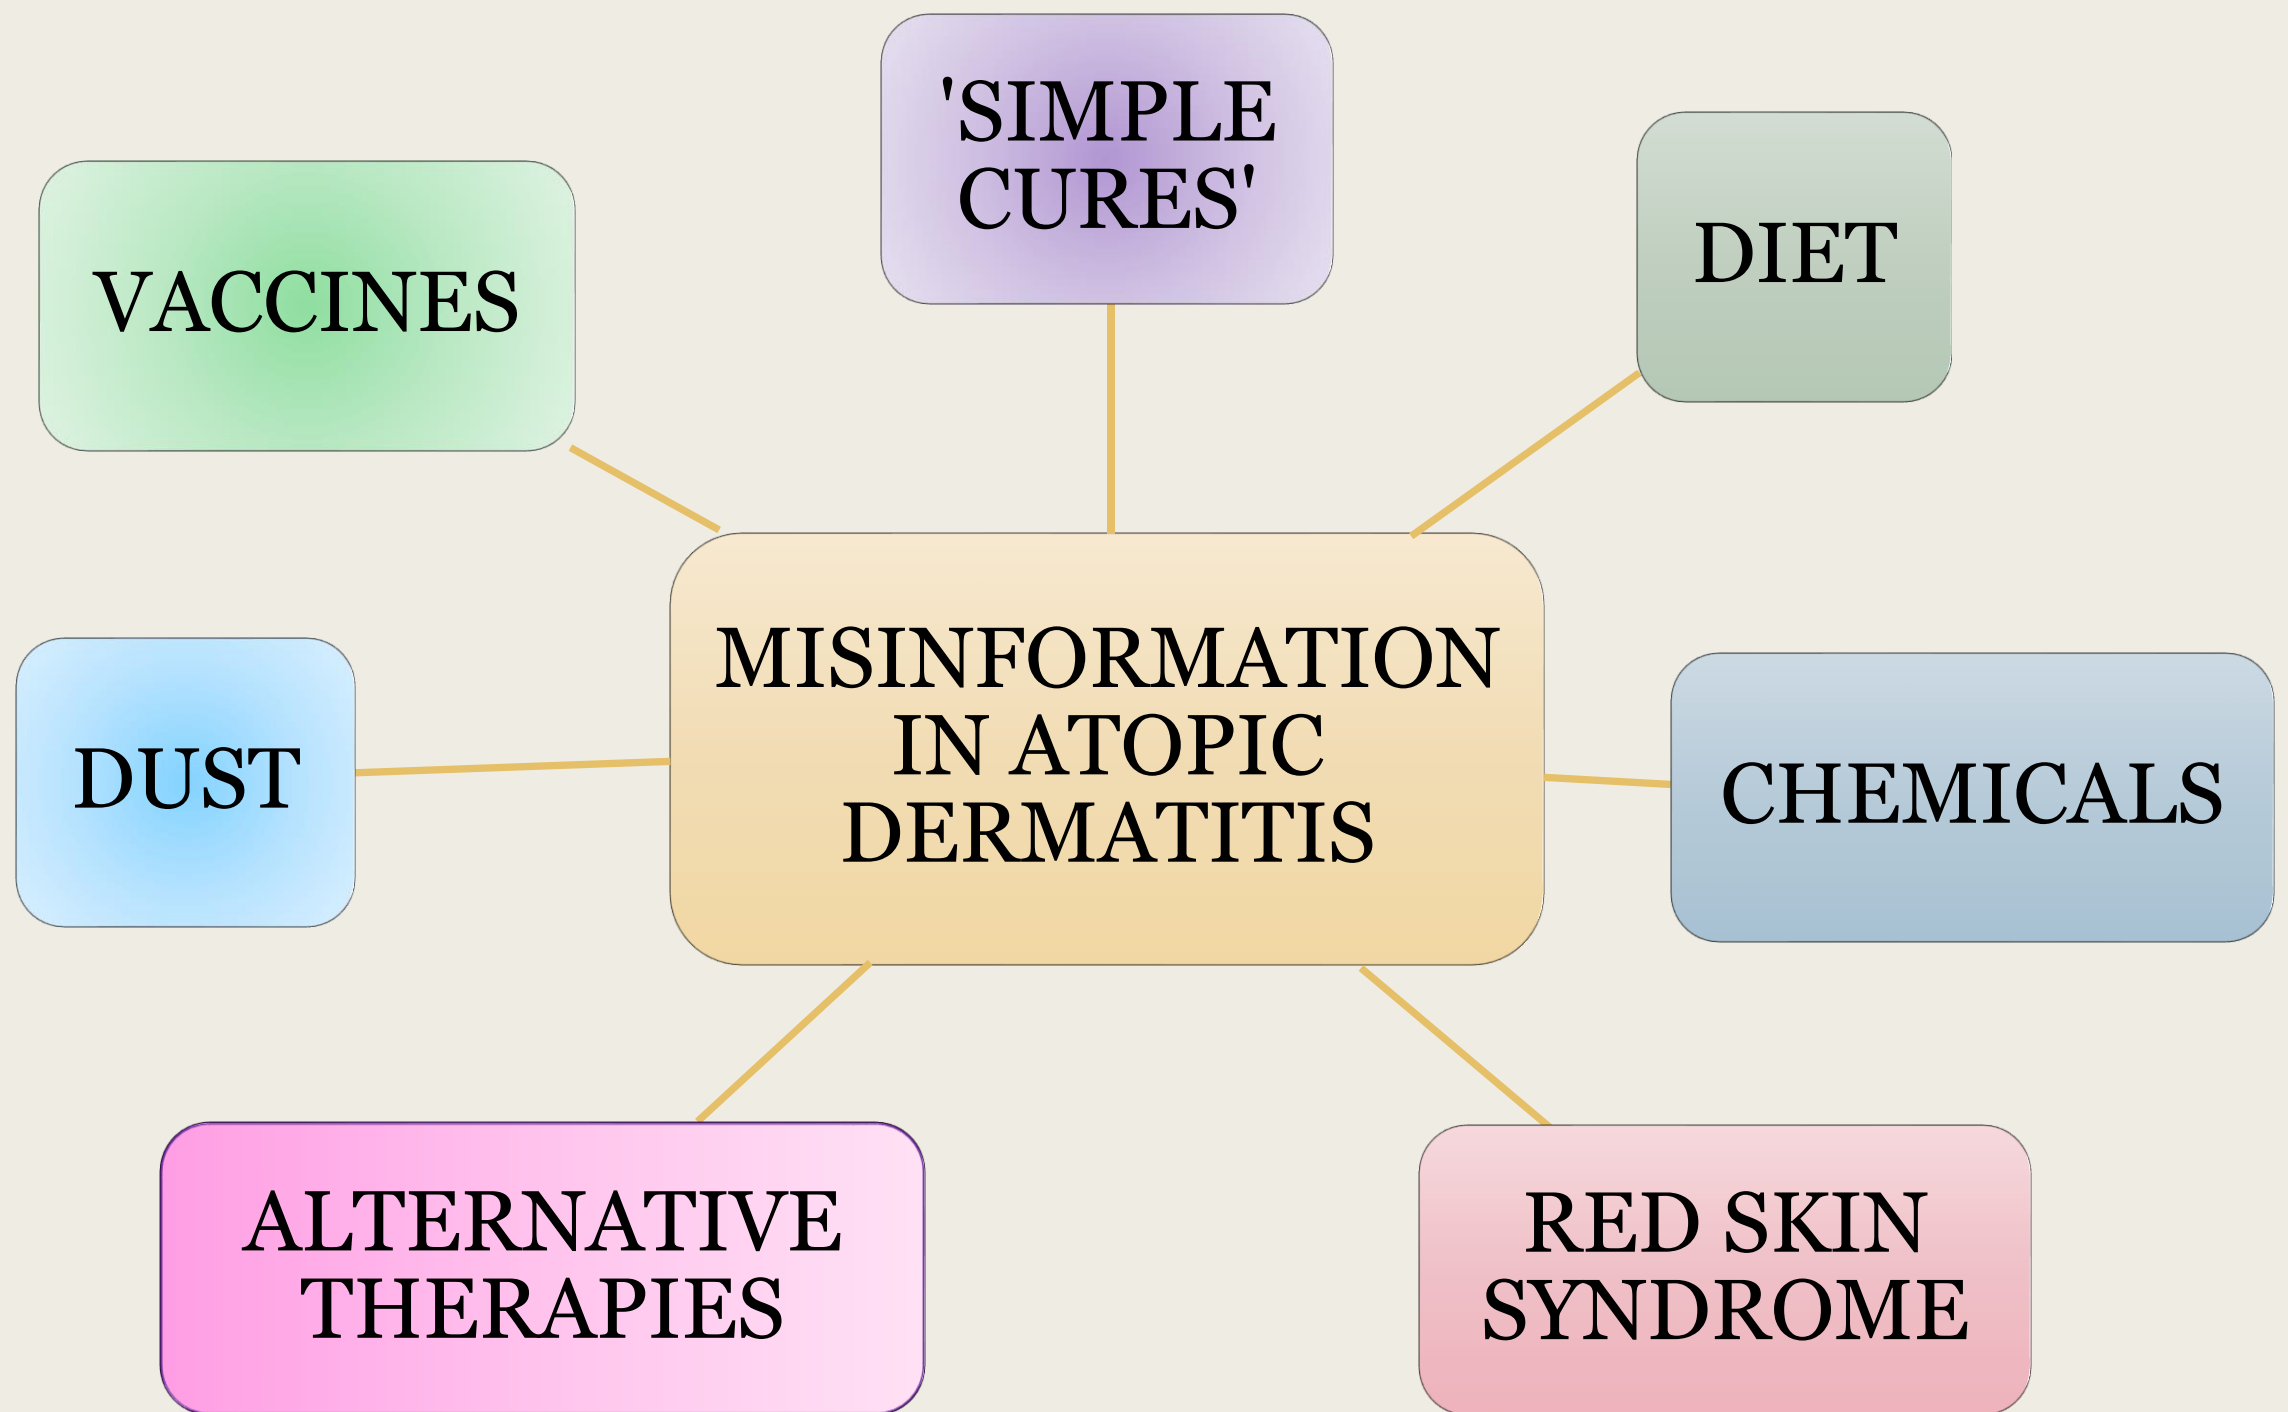 'SIMPLE
CURES'
DIET
VACCINES
MISINFORMATION
IN ATOPIC
DERMATITIS
DUST
CHEMICALS
ALTERNATIVE
THERAPIES
RED SKIN
SYNDROME